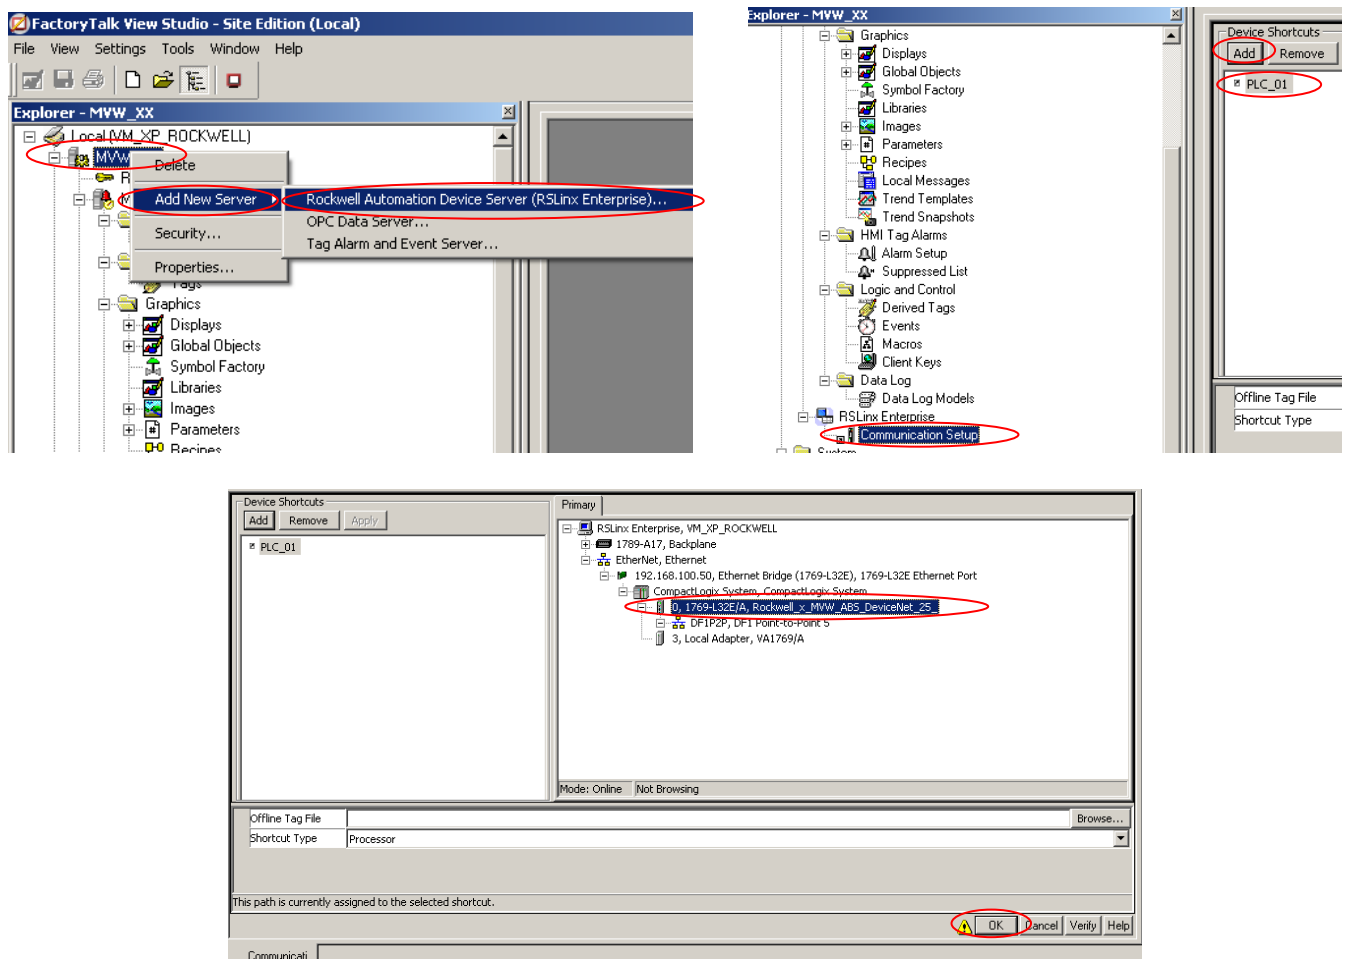 FactoryTalk View Studio - Site Edition (Local)
File View Settings Tools Window Help
Explorer - MVW_XX
Local (VM_XP_ROCKWELL)
MVW
Delete
R
Add New Server
Rockwell Automation Device Server (RSLinx Enterprise)...
M
OPC Data Server...
Security...
Tag Alarm and Event Server...
Properties...
Tags
Graphics
Displays
Global Objects
Symbol Factory
Libraries
Images
Parameters
Recipes
Explorer - MVW_XX
Graphics
Displays
Global Objects
Symbol Factory
Libraries
Images
Parameters
Recipes
Local Messages
Trend Templates
Trend Snapshots
HMI Tag Alarms
Alarm Setup
Suppressed List
Logic and Control
Derived Tags
Events
Macros
Client Keys
Data Log
Data Log Models
RSLinx Enterprise
Communication Setup
System
Device Shortcuts
Add Remove
PLC_01
Offline Tag File
Shortcut Type
Device Shortcuts
Add Remove Apply
PLC_01
Primary
RSLinx Enterprise, VM_XP_ROCKWELL
1789-A17, Backplane
EtherNet, Ethernet
192.168.100.50, Ethernet Bridge (1769-L32E), 1769-L32E Ethernet Port
CompactLogix System, CompactLogix System
0, 1769-L32E/A, Rockwell_x_MVW_ABS_DeviceNet_25_
DF1P2P, DF1 Point-to-Point 5
3, Local Adapter, VA1769/A
Mode: Online Not Browsing
Offline Tag File Browse...
Shortcut Type Processor
This path is currently assigned to the selected shortcut.
OK Cancel Verify Help
Communicati